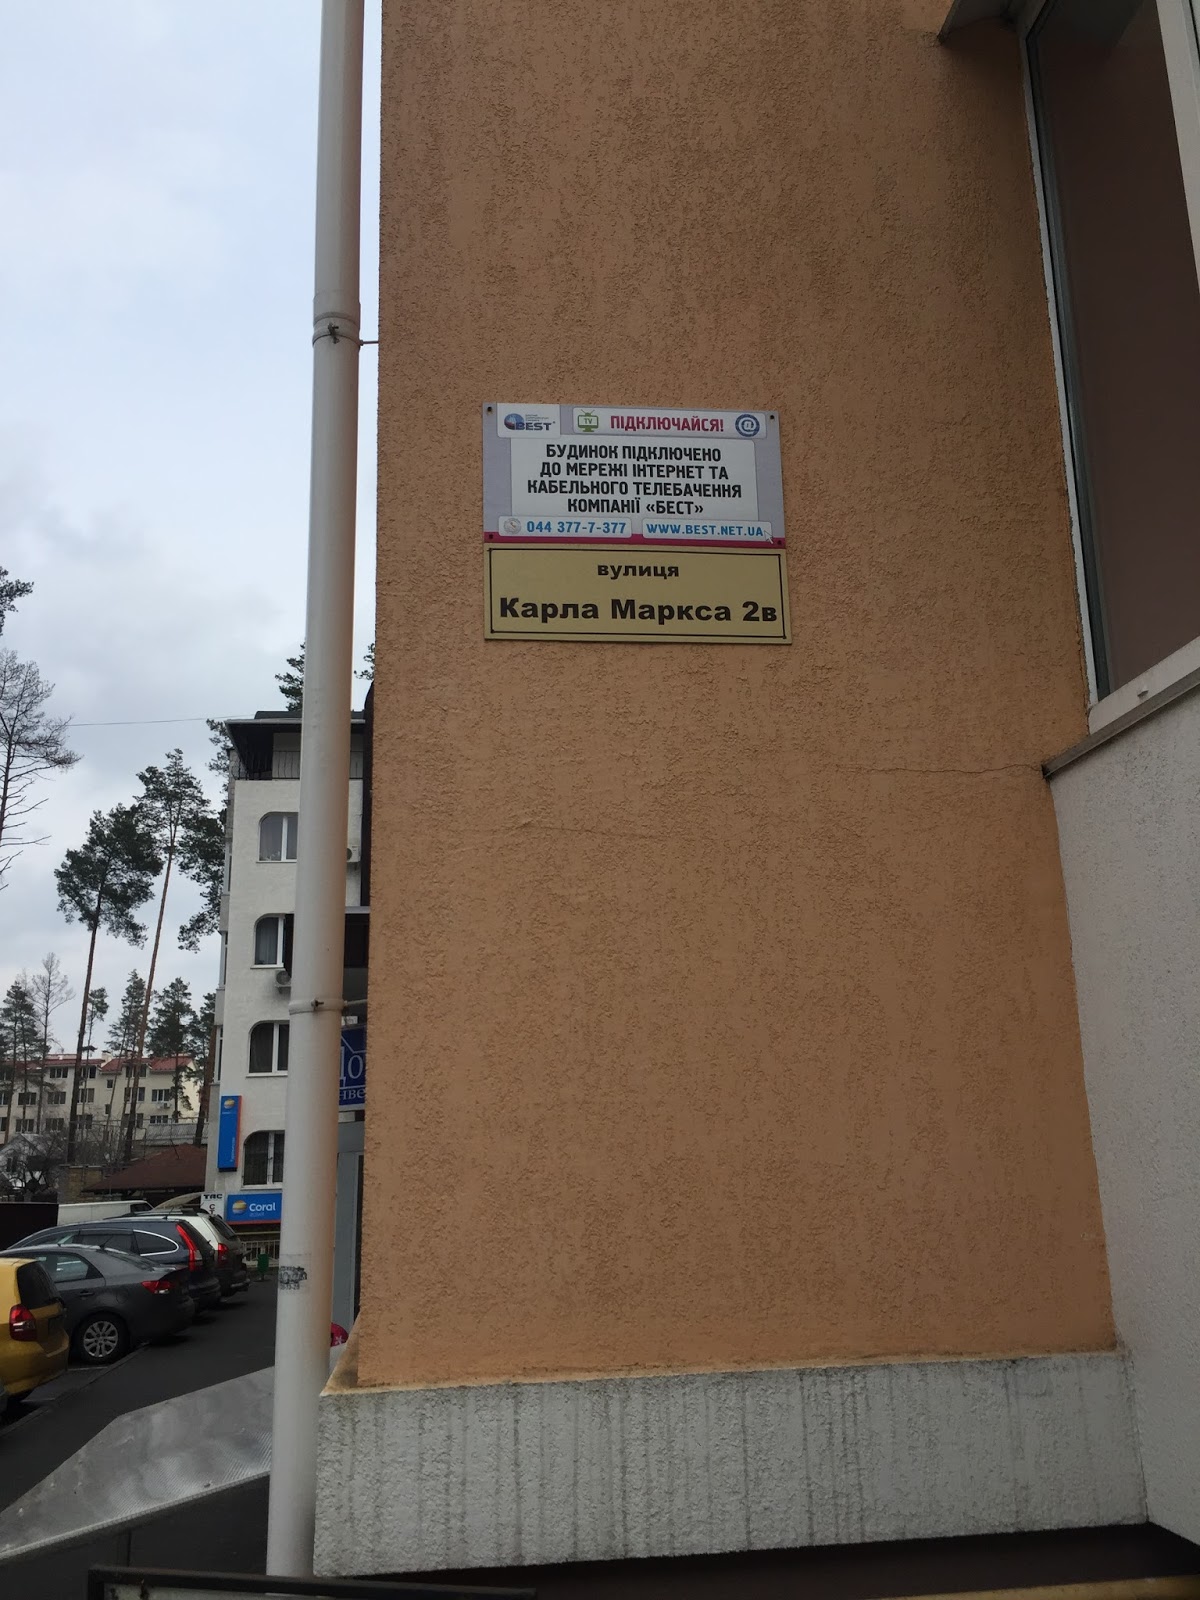 BEST
TV
ПІДКЛЮЧАЙСЯ!
@
БУДИНОК ПІДКЛЮЧЕНО
ДО МЕРЕЖІ ІНТЕРНЕТ ТА
КАБЕЛЬНОГО ТЕЛЕБАЧЕННЯ
КОМПАНІЇ «БЕСТ»
044 377-7-377
WWW.BEST.NET.UA
вулиця
Карла Маркса 2в
Coral